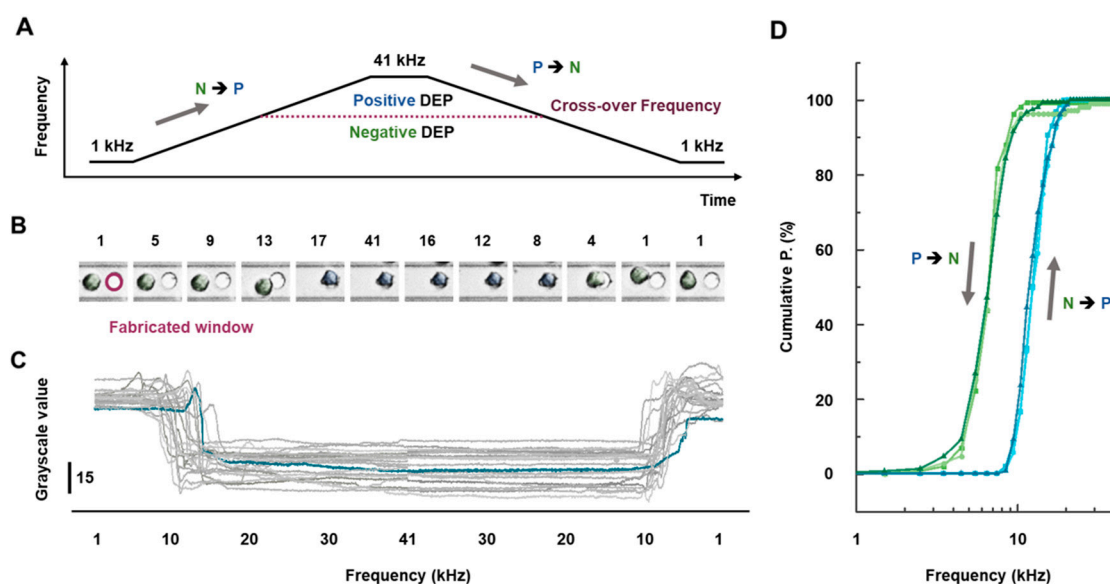 A
Frequency
N ➔ P
41 kHz
P ➔ N
Positive DEP
Cross-over Frequency
Negative DEP
1 kHz
1 kHz
Time
B
1 5 9 13 17 41 16 12 8 4 1 1
Fabricated window
C
Grayscale value
15
1 10 20 30 41 30 20 10 1
Frequency (kHz)
D
Cumulative P. (%)
100
80
60
40
20
0
P ➔ N
N ➔ P
1 10
Frequency (kHz)